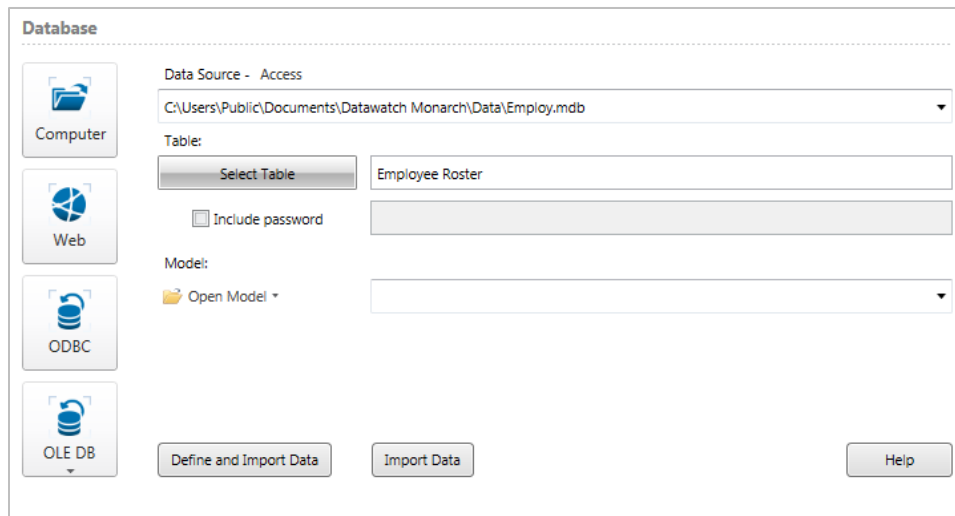 Database
Computer
Web
ODBC
OLE DB
Data Source - Access
C:\Users\Public\Documents\Datawatch Monarch\Data\Employ.mdb
Table:
Select Table
Employee Roster
Include password
Model:
Open Model
Define and Import Data
Import Data
Help